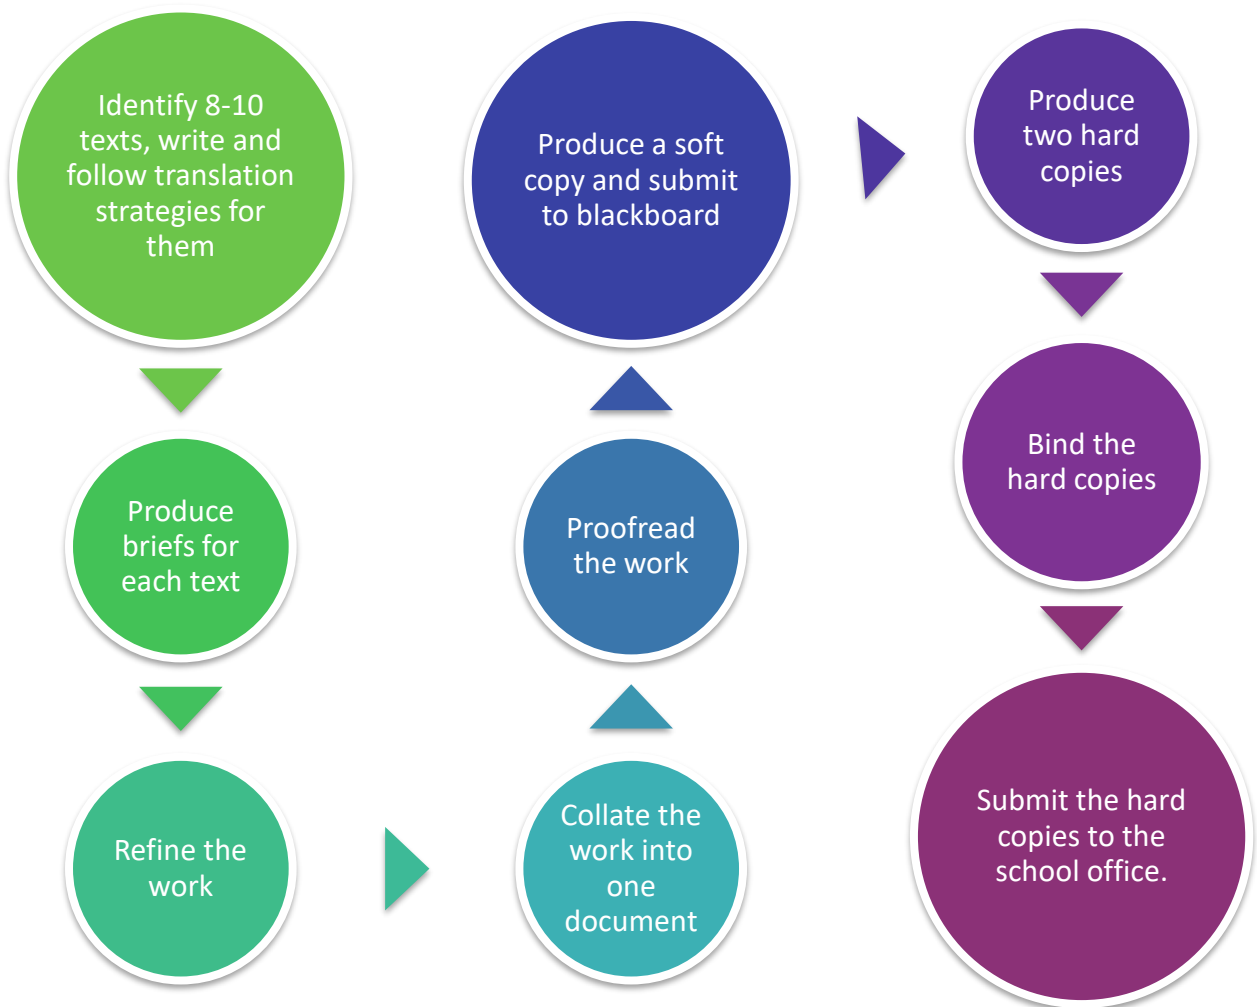 Identify 8-10
texts, write and
follow translation
strategies for
them
Produce
briefs for
each text
Refine the
work
Collate the
work into
one
document
Proofread
the work
Produce a soft
copy and submit
to blackboard
Produce
two hard
copies
Bind the
hard copies
Submit the hard
copies to the
school office.